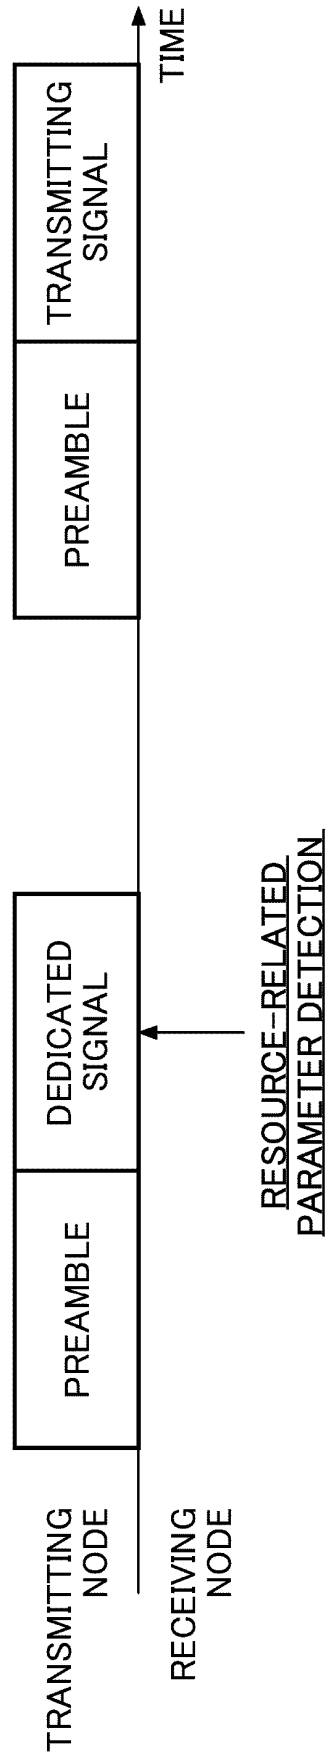 TRANSMITTING
NODE
RECEIVING
NODE
PREAMBLE
DEDICATED
SIGNAL
RESOURCE-RELATED
PARAMETER DETECTION
PREAMBLE
TRANSMITTING
SIGNAL
TIME